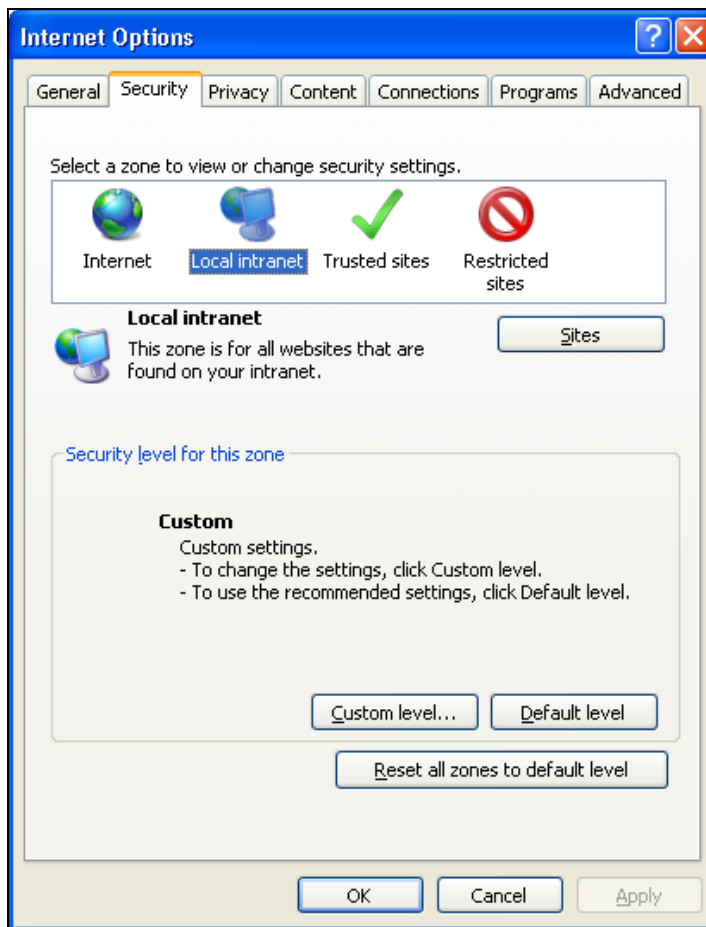 Internet Options
General Security Privacy Content Connections Programs Advanced
Select a zone to view or change security settings.
Internet Local intranet Trusted sites Restricted
sites
Local intranet
Sites
This zone is for all websites that are
found on your intranet.
Security level for this zone
Custom
Custom settings.
- To change the settings, click Custom level.
- To use the recommended settings, click Default level.
Custom level... Default level
Reset all zones to default level
OK Cancel Apply